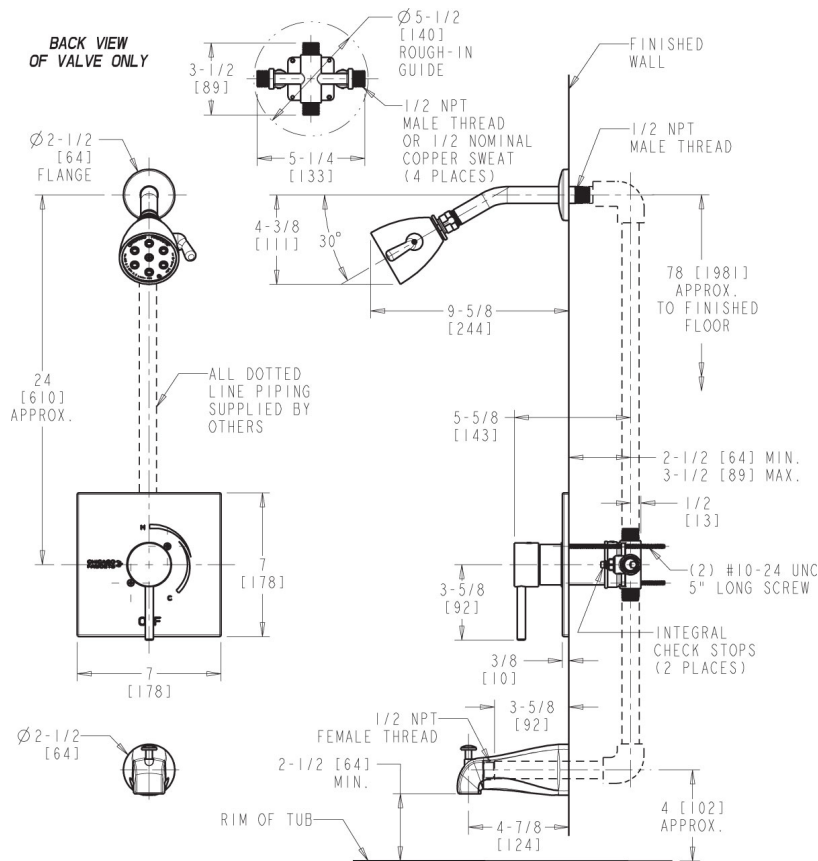 BACK VIEW
OF VALVE ONLY
3-1/2
[89]
5-1/4
[133]
Ø 5-1/2
[140]
ROUGH-IN
GUIDE
1/2 NPT
MALE THREAD
OR 1/2 NOMINAL
COPPER SWEAT
(4 PLACES)
FINISHED
WALL
1/2 NPT
MALE THREAD
Ø 2-1/2
[64]
FLANGE
4-3/8
[111]
30°
9-5/8
[244]
78 [1981]
APPROX.
TO FINISHED
FLOOR
24
[610]
APPROX.
ALL DOTTED
LINE PIPING
SUPPLIED BY
OTHERS
5-5/8
[143]
2-1/2 [64] MIN.
3-1/2 [89] MAX.
1/2
[13]
H
CHICAGO
FAUCETS
C
OFF
7
[178]
7
[178]
3-5/8
[92]
(2) #10-24 UNC
5" LONG SCREW
INTEGRAL
CHECK STOPS
(2 PLACES)
3/8
[10]
3-5/8
[92]
1/2 NPT
FEMALE THREAD
Ø 2-1/2
[64]
2-1/2 [64]
MIN.
RIM OF TUB
4-7/8
[124]
4 [102]
APPROX.